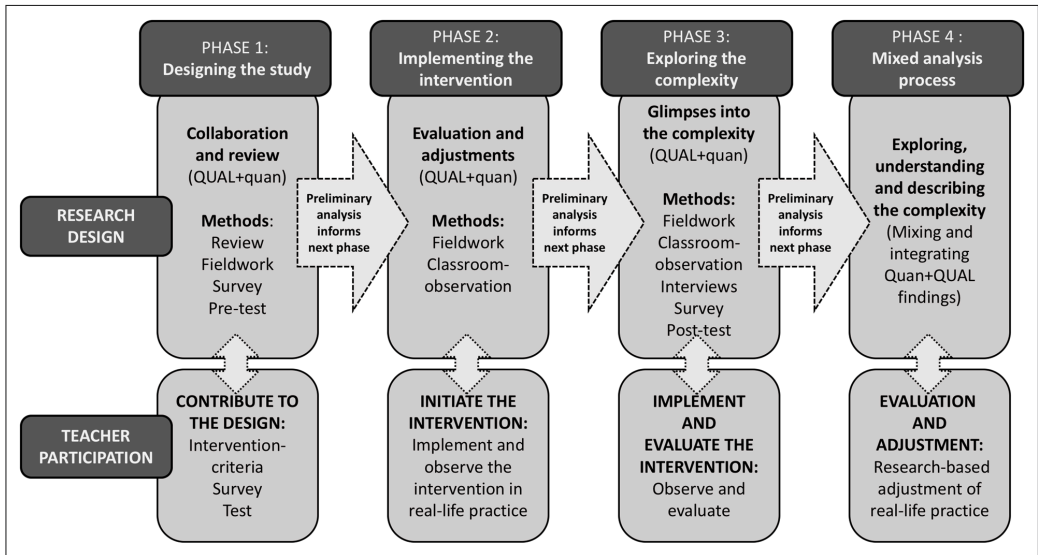 PHASE 1:
Designing the study
PHASE 2:
Implementing the
intervention
PHASE 3:
Exploring the
complexity
PHASE 4 :
Mixed analysis
process
RESEARCH
DESIGN
Collaboration
and review
(QUAL+quan)
Methods:
Review
Fieldwork
Survey
Pre-test
Preliminary
analysis
informs
next phase
Evaluation and
adjustments
(QUAL+quan)
Methods:
Fieldwork
Classroom-
observation
Preliminary
analysis
informs
next phase
Glimpses into
the complexity
(QUAL+quan)
Methods:
Fieldwork
Classroom-
observation
Interviews
Survey
Post-test
Preliminary
analysis
informs
next phase
Exploring,
understanding
and describing
the complexity
(Mixing and
integrating
Quan+QUAL
findings)
TEACHER
PARTICIPATION
CONTRIBUTE TO
THE DESIGN:
Intervention-
criteria
Survey
Test
INITIATE THE
INTERVENTION:
Implement and
observe the
intervention in
real-life practice
IMPLEMENT
AND
EVALUATE THE
INTERVENTION:
Observe and
evaluate
EVALUATION
AND
ADJUSTMENT:
Research-based
adjustment of
real-life practice